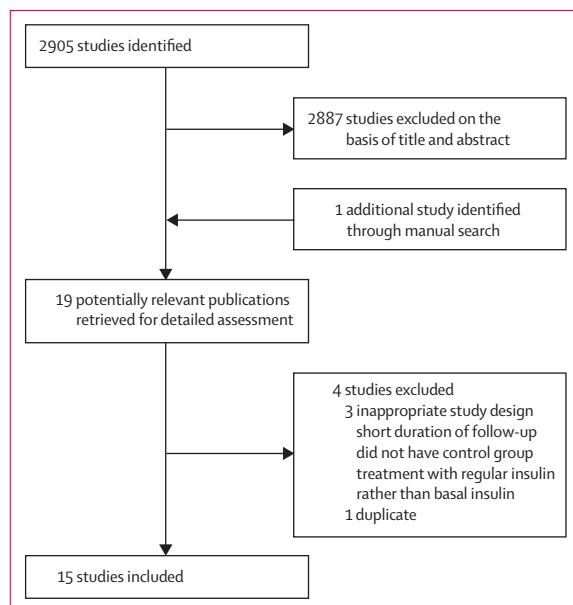 2905 studies identified
2887 studies excluded on the
basis of title and abstract
1 additional study identified
through manual search
19 potentially relevant publications
retrieved for detailed assessment
4 studies excluded
3 inappropriate study design
short duration of follow-up
did not have control group
treatment with regular insulin
rather than basal insulin
1 duplicate
15 studies included